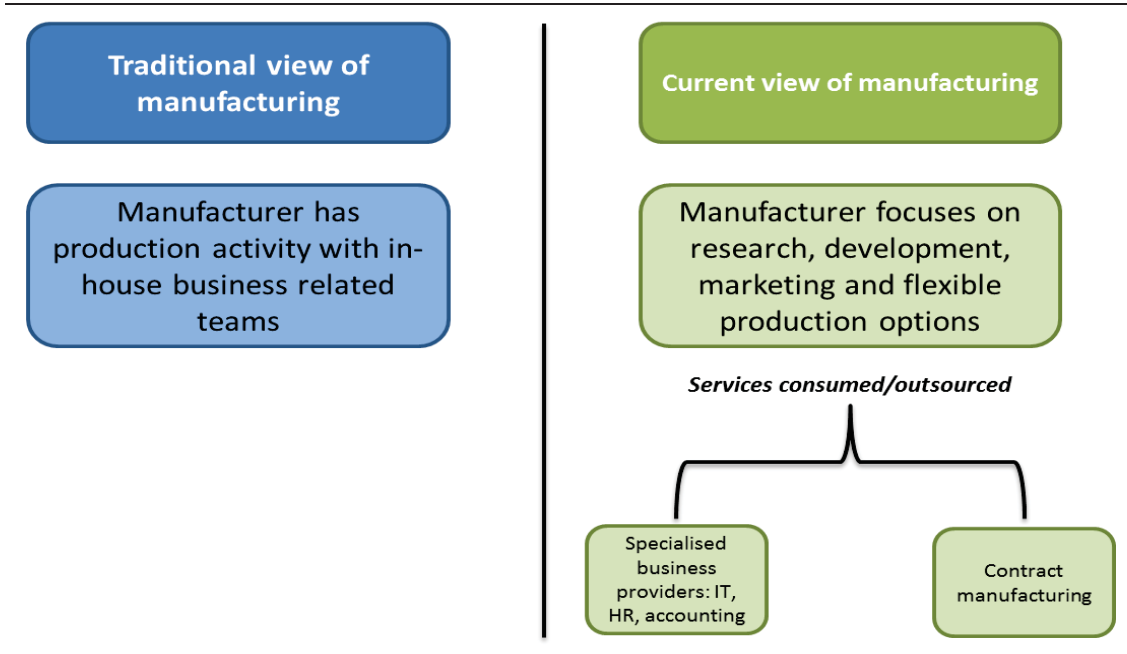 Traditional view of
manufacturing
Manufacturer has
production activity with in-
house business related
teams
Current view of manufacturing
Manufacturer focuses on
research, development,
marketing and flexible
production options
Services consumed/outsourced
Specialised
business
providers: IT,
HR, accounting
Contract
manufacturing